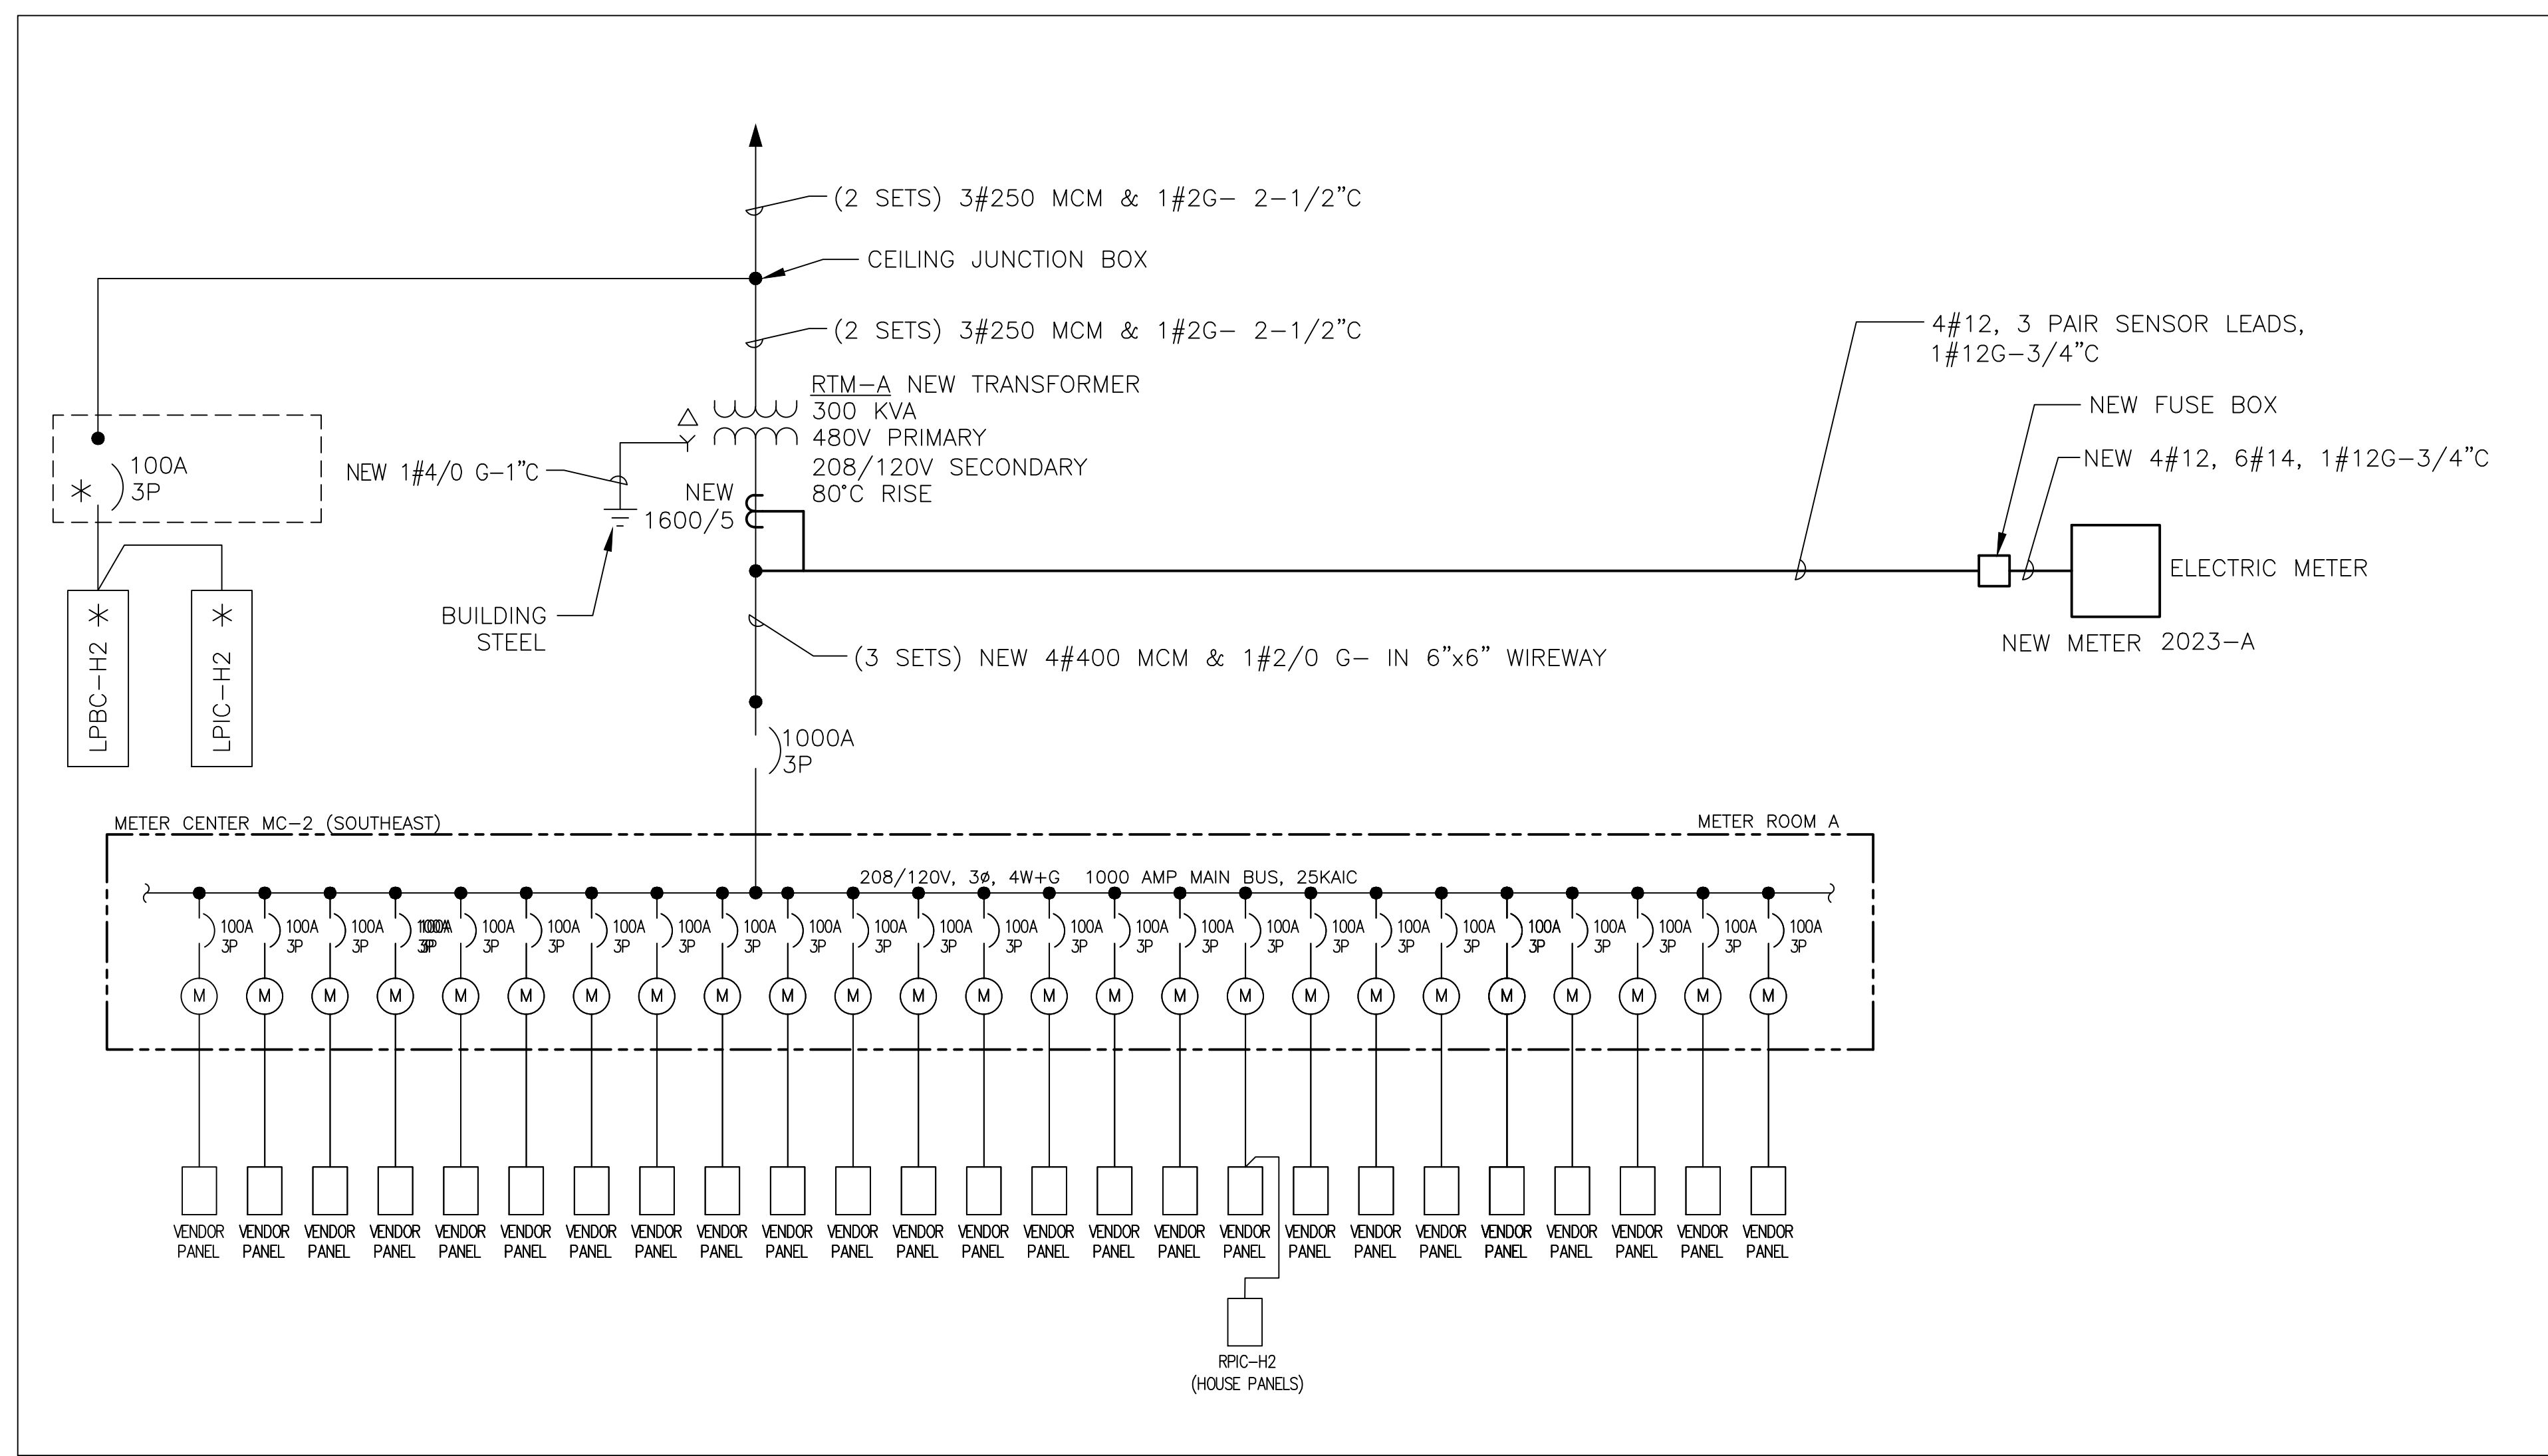 (2 SETS) 3#250 MCM & 1#2G- 2-1/2"C
CEILING JUNCTION BOX
(2 SETS) 3#250 MCM & 1#2G- 2-1/2"C
4#12, 3 PAIR SENSOR LEADS,
1#12G-3/4"C
RTM-A NEW TRANSFORMER
300 KVA
480V PRIMARY
208/120V SECONDARY
80°C RISE
NEW FUSE BOX
NEW 4#12, 6#14, 1#12G-3/4"C
100A
3P
NEW 1#4/0 G-1"C
NEW
1600/5
ELECTRIC METER
NEW METER 2023-A
BUILDING
STEEL
(3 SETS) NEW 4#400 MCM & 1#2/0 G- IN 6"x6" WIREWAY
LPBC-H2 *
LPIC-H2 *
1000A
3P
METER CENTER MC-2 (SOUTHEAST)
METER ROOM A
208/120V, 3ø, 4W+G 1000 AMP MAIN BUS, 25KAIC
100A 100A 100A 100A 100A 100A 100A 100A 100A 100A 100A 100A 100A 100A 100A 100A 100A 100A 100A 100A 100A 100A 100A 100A 100A
3P 3P 3P 3P 3P 3P 3P 3P 3P 3P 3P 3P 3P 3P 3P 3P 3P 3P 3P 3P 3P 3P 3P 3P 3P
M M M M M M M M M M M M M M M M M M M M M M M M M
VENDOR VENDOR VENDOR VENDOR VENDOR VENDOR VENDOR VENDOR VENDOR VENDOR VENDOR VENDOR VENDOR VENDOR VENDOR VENDOR VENDOR VENDOR VENDOR VENDOR VENDOR VENDOR VENDOR VENDOR VENDOR
PANEL PANEL PANEL PANEL PANEL PANEL PANEL PANEL PANEL PANEL PANEL PANEL PANEL PANEL PANEL PANEL PANEL PANEL PANEL PANEL PANEL PANEL PANEL PANEL PANEL
RPIC-H2
(HOUSE PANELS)